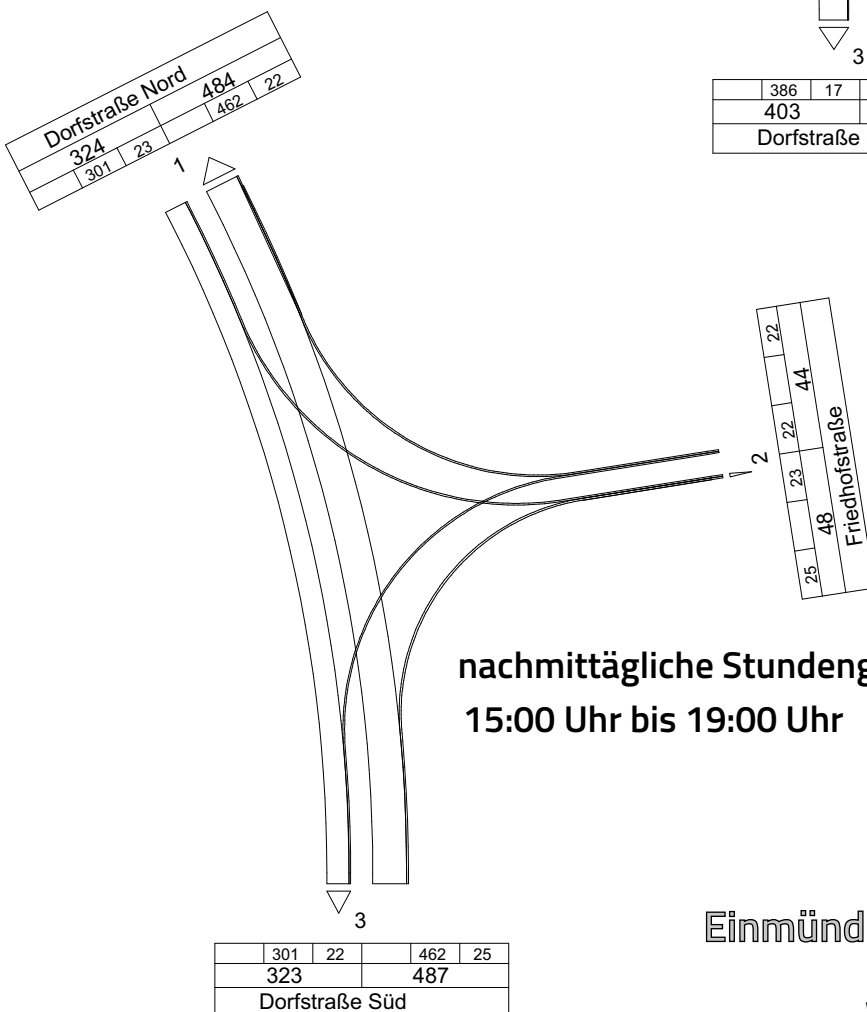 3
386 17
403
Dorfstraße
Dorfstraße Nord
324 484
301 23 462 22
1
22 22 23 25
44 48
Friedhofstraße
2
nachmittägliche
15:00 Uhr bis 19:00 Uhr
3
301 22 462 25
323 487
Dorfstraße Süd